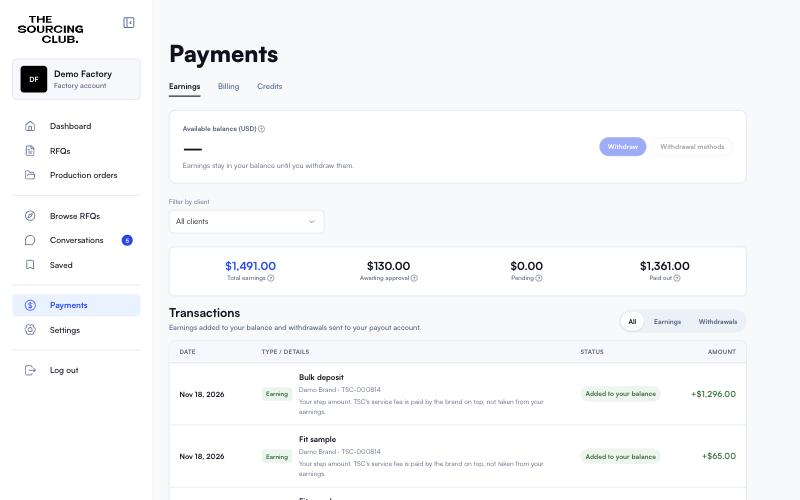 THE
SOURCING
CLUB.
DF
Demo Factory
Factory account
Dashboard
RFQs
Production orders
Browse RFQs
Conversations 5
Saved
Payments
Settings
Log out
Payments
Earnings Billing Credits
Available balance (USD)
—
Earnings stay in your balance until you withdraw them.
Withdraw Withdrawal methods
Filter by client
All clients
$1,491.00 $130.00 $0.00 $1,361.00
Total earnings Awaiting approval Pending Paid out
Transactions
Earnings added to your balance and withdrawals sent to your payout account.
All Earnings Withdrawals
DATE TYPE / DETAILS STATUS AMOUNT
Bulk deposit
Nov 18, 2026 Earning Demo Brand · TSC-000814 Added to your balance +$1,296.00
Your step amount. TSC's service fee is paid by the brand on top, not taken from your
earnings.
Fit sample
Nov 18, 2026 Earning Demo Brand · TSC-000814 Added to your balance +$65.00
Your step amount. TSC's service fee is paid by the brand on top, not taken from your
earnings.